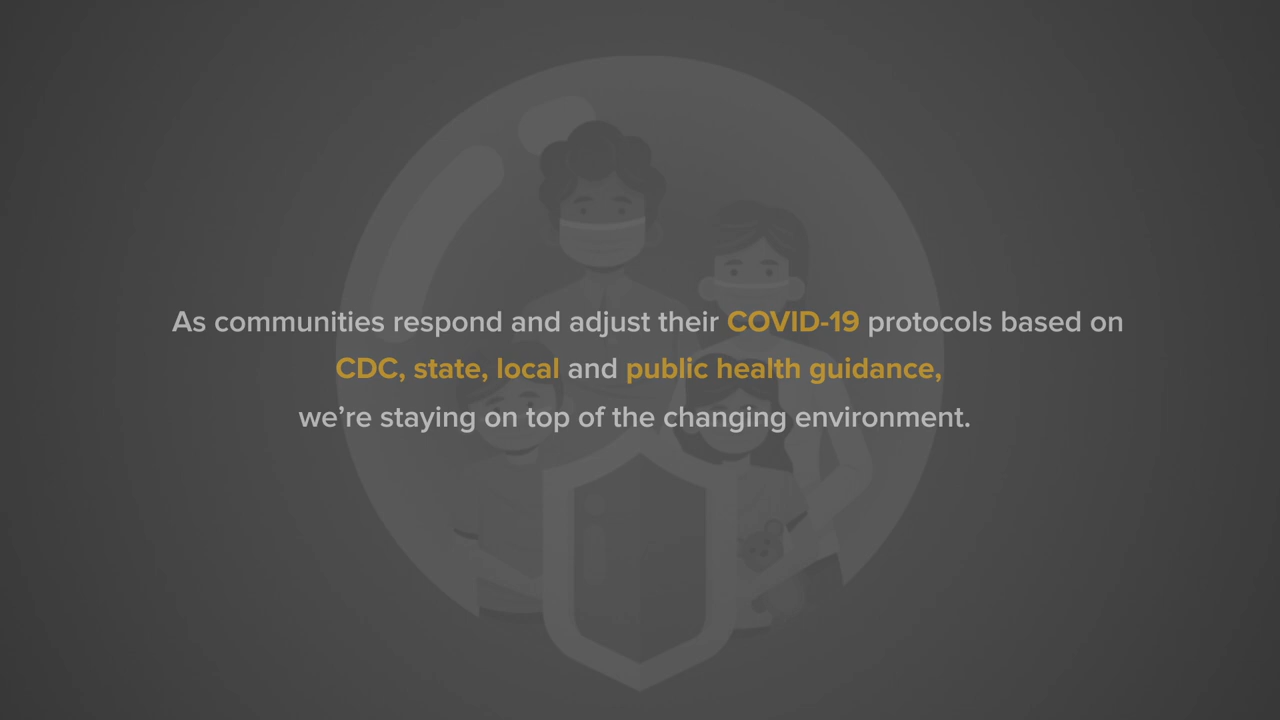 As communities respond and adjust their COVID-19 protocols based on
CDC, state, local and public health guidance,
we’re staying on top of the changing environment.